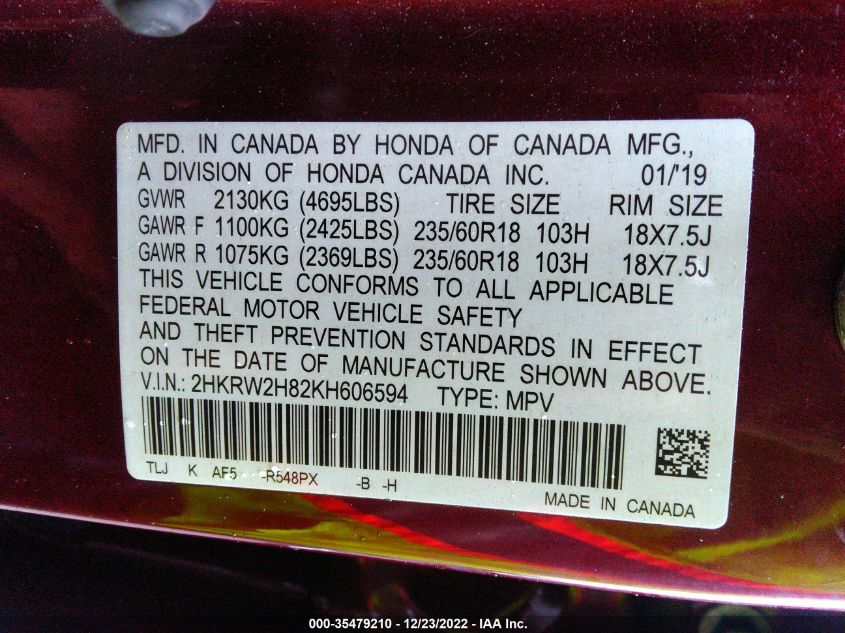 MFD. IN CANADA BY HONDA OF CANADA MFG.,
A DIVISION OF HONDA CANADA INC. 01/'19
GVWR 2130KG (4695LBS) TIRE SIZE RIM SIZE
GAWR F 1100KG (2425LBS) 235/60R18 103H 18X7.5J
GAWR R 1075KG (2369LBS) 235/60R18 103H 18X7.5J
THIS VEHICLE CONFORMS TO ALL APPLICABLE
FEDERAL MOTOR VEHICLE SAFETY
AND THEFT PREVENTION STANDARDS IN EFFECT
ON THE DATE OF MANUFACTURE SHOWN ABOVE.
V.I.N.: 2HKRW2H82KH606594 TYPE: MPV
TLJ K AF5 -R548PX -B -H
MADE IN CANADA
000-35479210 - 12/23/2022 - IAA Inc.